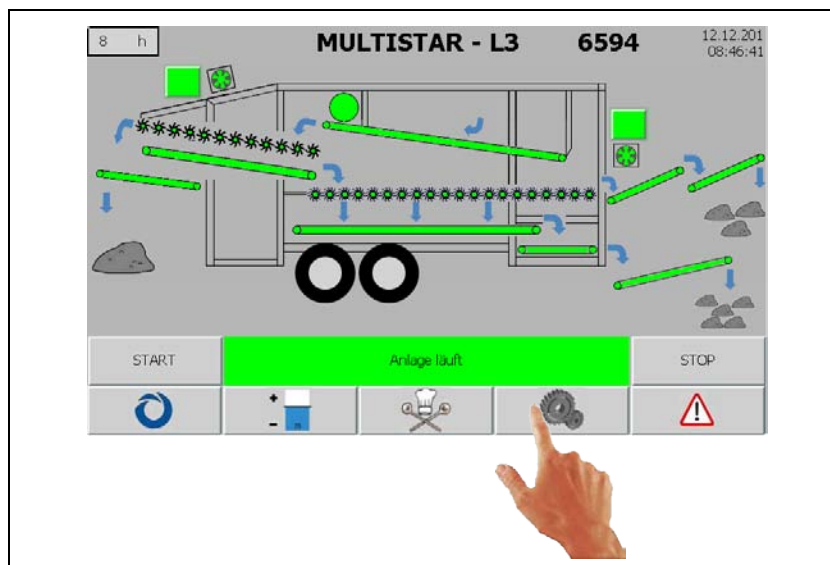 8 h
MULTISTAR - L3 6594
12.12.201
08:46:41
START
Anlage läuft
STOP
+
-